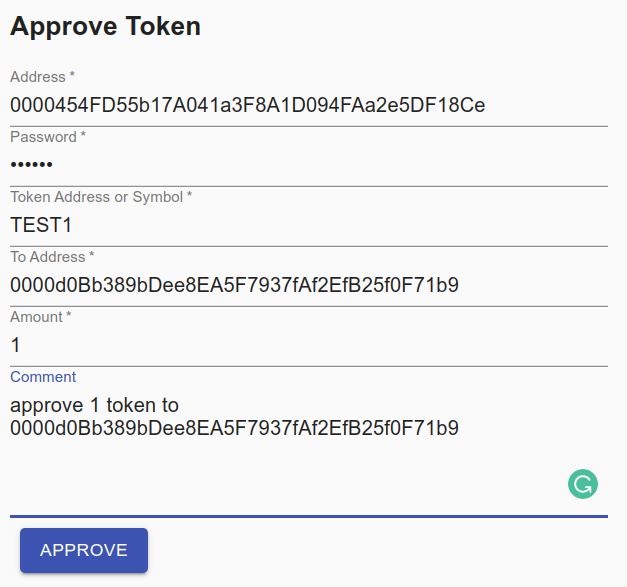 Approve Token
Address *
0000454FD55b17A041a3F8A1D094FAa2e5DF18Ce
Password *
••••••
Token Address or Symbol *
TEST1
To Address *
0000d0Bb389bDee8EA5F7937fAf2EfB25f0F71b9
Amount *
1
Comment
approve 1 token to
0000d0Bb389bDee8EA5F7937fAf2EfB25f0F71b9
APPROVE